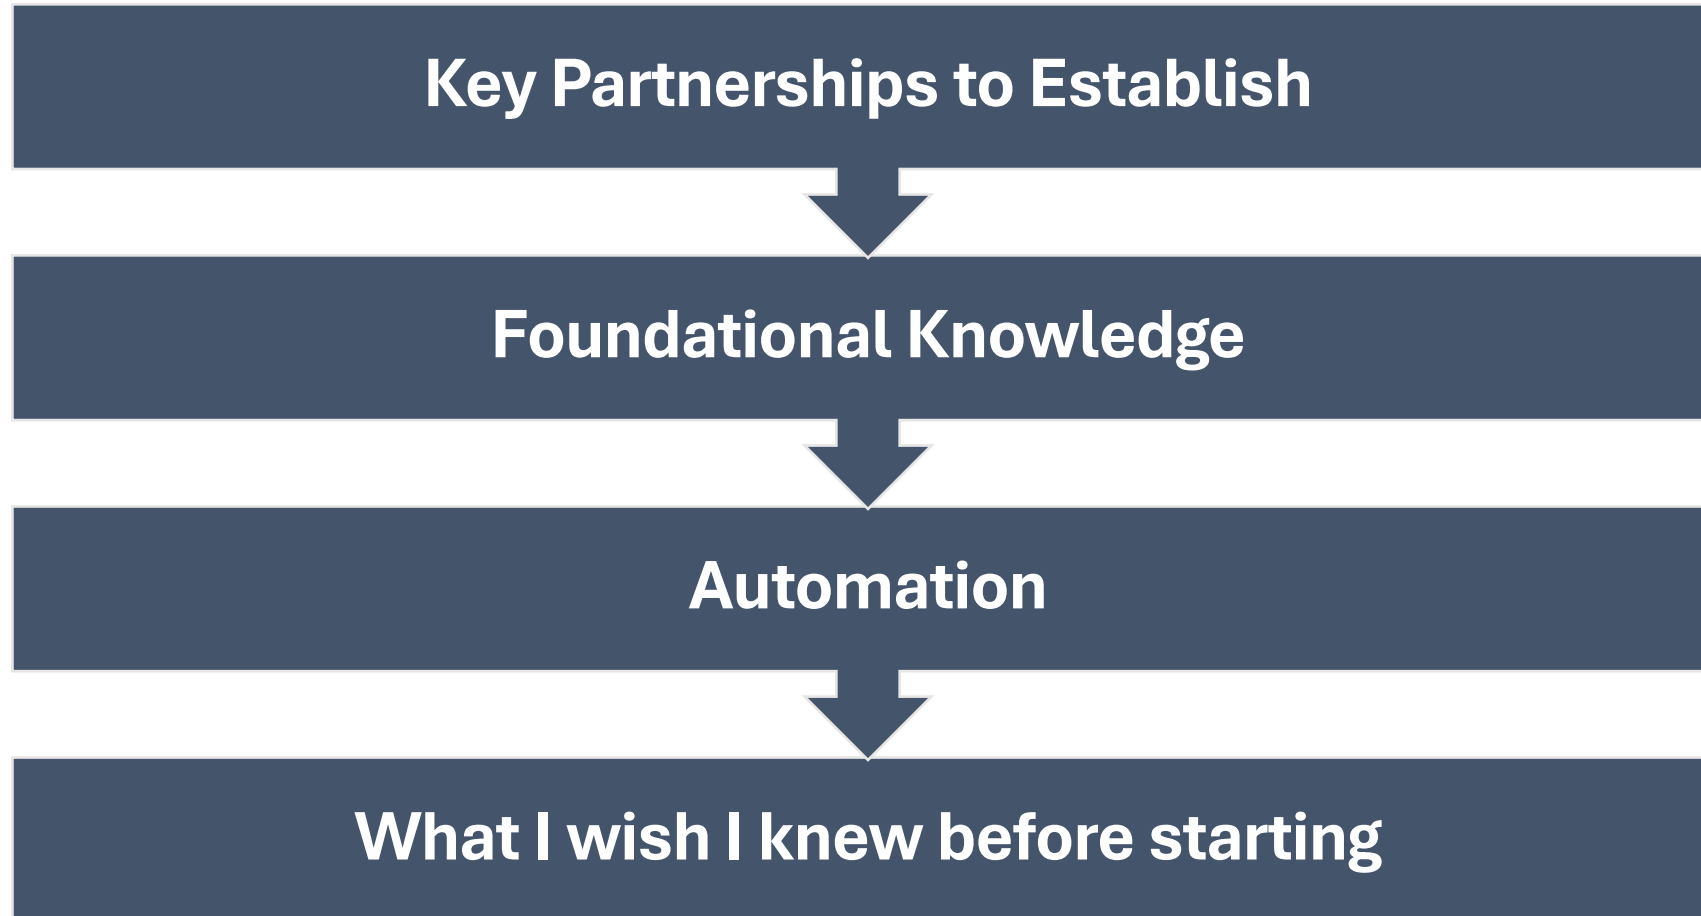 Key Partnerships to Establish
Foundational Knowledge
Automation
What I wish I knew before starting